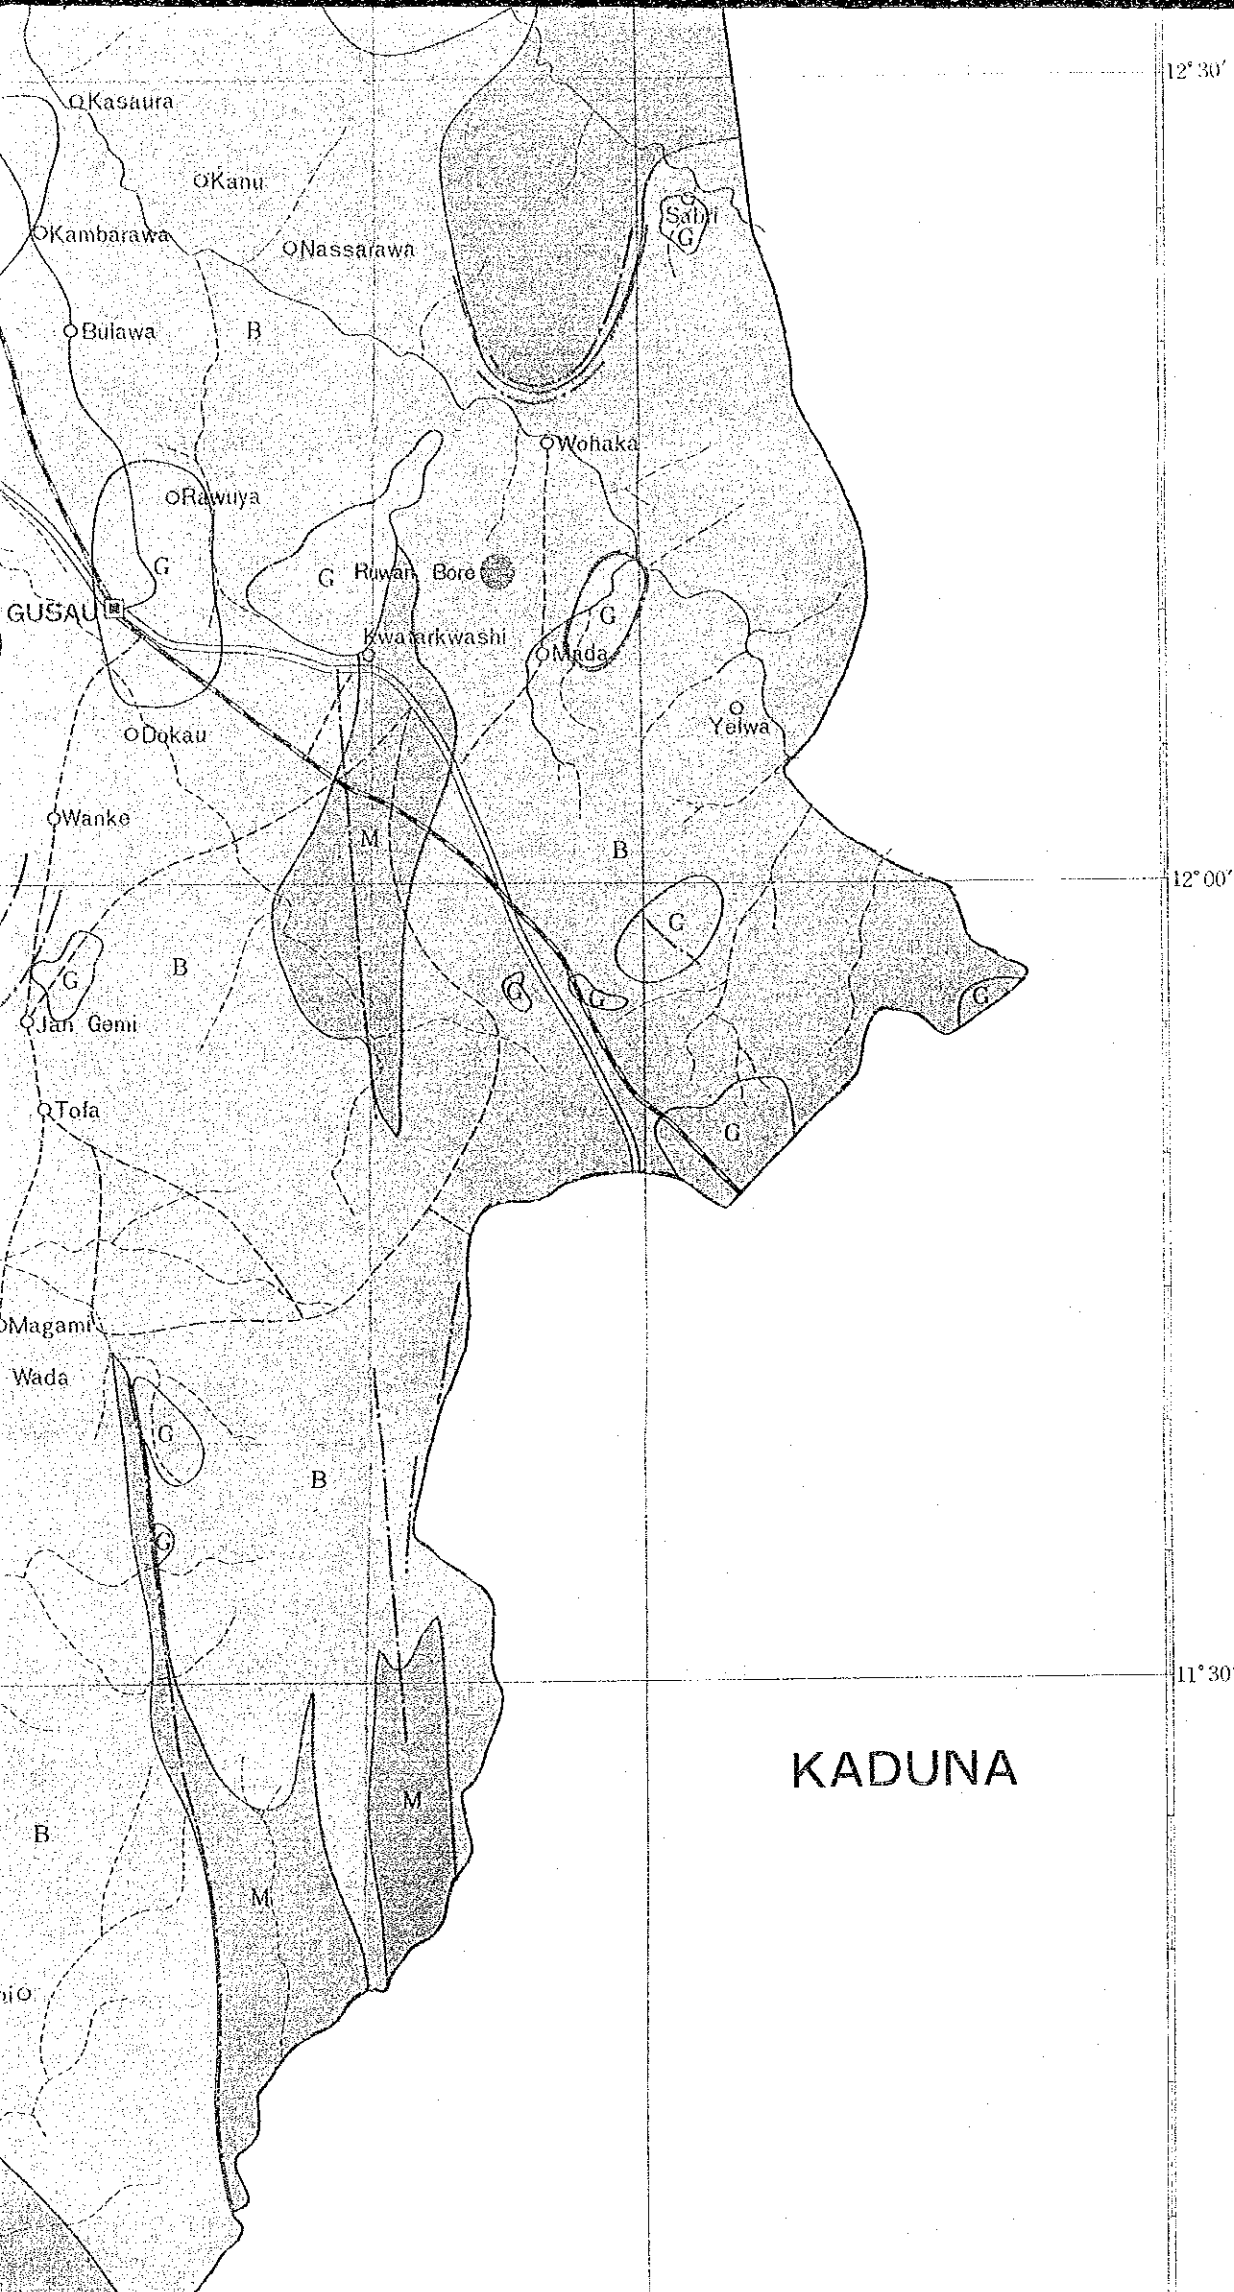 12°30′
Kasaura
Kanu
Sabri
G
Kambarawa
Nassarawa
Bulawa
B
Wohaka
Rawuya
G
G
Ruwan Bore
G
GUSAU
Kwatarkwashi
Mada
Yelwa
Dokau
Wanke
M
B
12°00′
G
B
G
G
G
G
Jan Gemi
Tofa
G
Magami
Wada
G
B
G
11°30′
KADUNA
M
B
M